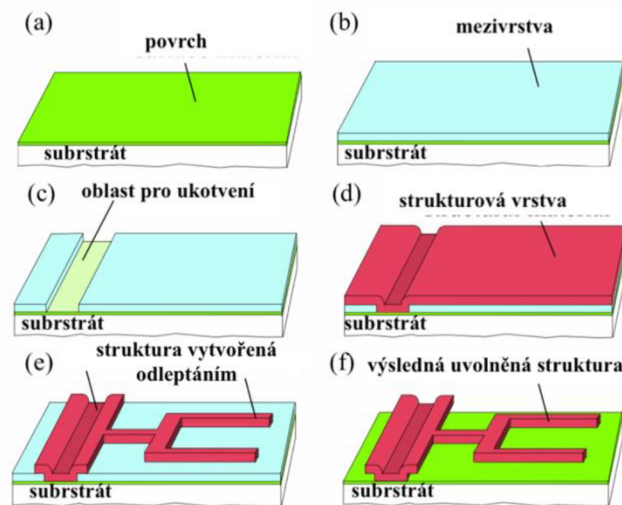 (a)
povrch
subrstrát
(b)
mezivrstva
subrstrát
(c)
oblast pro ukotvení
subrstrát
(d)
strukturová vrstva
subrstrát
(e)
struktura vytvořená
odleptáním
subrstrát
(f)
výsledná uvolněná struktura
subrstrát